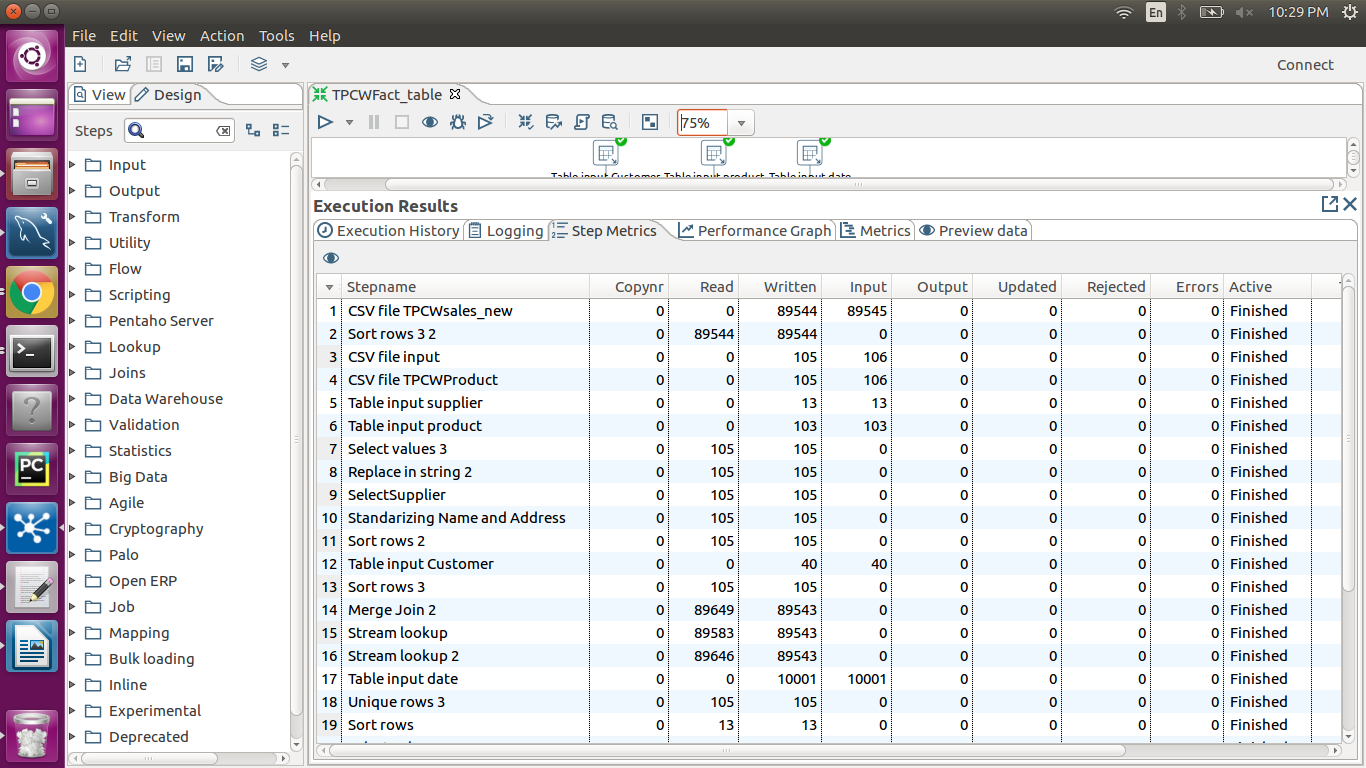 En 10:29 PM
File Edit View Action Tools Help
Connect
View Design
TPCWFact_table
Steps
75%
Input
Output
Transform
Utility
Flow
Scripting
Pentaho Server
Lookup
Joins
Data Warehouse
Validation
Statistics
Big Data
Agile
Cryptography
Palo
Open ERP
Job
Mapping
Bulk loading
Inline
Experimental
Deprecated
PC
Table input Customer Table input product Table input date
Execution Results
Execution History Logging Step Metrics Performance Graph Metrics Preview data
Stepname Copynr Read Written Input Output Updated Rejected Errors Active
1 CSV file TPCWsales_new 0 0 89544 89545 0 0 0 0 Finished
2 Sort rows 3 2 0 89544 89544 0 0 0 0 0 Finished
3 CSV file input 0 0 105 106 0 0 0 0 Finished
4 CSV file TPCWProduct 0 0 105 106 0 0 0 0 Finished
5 Table input supplier 0 0 13 13 0 0 0 0 Finished
6 Table input product 0 0 103 103 0 0 0 0 Finished
7 Select values 3 0 105 105 0 0 0 0 0 Finished
8 Replace in string 2 0 105 105 0 0 0 0 0 Finished
9 SelectSupplier 0 105 105 0 0 0 0 0 Finished
10 Standarizing Name and Address 0 105 105 0 0 0 0 0 Finished
11 Sort rows 2 0 105 105 0 0 0 0 0 Finished
12 Table input Customer 0 0 40 40 0 0 0 0 Finished
13 Sort rows 3 0 105 105 0 0 0 0 0 Finished
14 Merge Join 2 0 89649 89543 0 0 0 0 0 Finished
15 Stream lookup 0 89583 89543 0 0 0 0 0 Finished
16 Stream lookup 2 0 89646 89543 0 0 0 0 0 Finished
17 Table input date 0 0 10001 10001 0 0 0 0 Finished
18 Unique rows 3 0 105 105 0 0 0 0 0 Finished
19 Sort rows 0 13 13 0 0 0 0 0 Finished